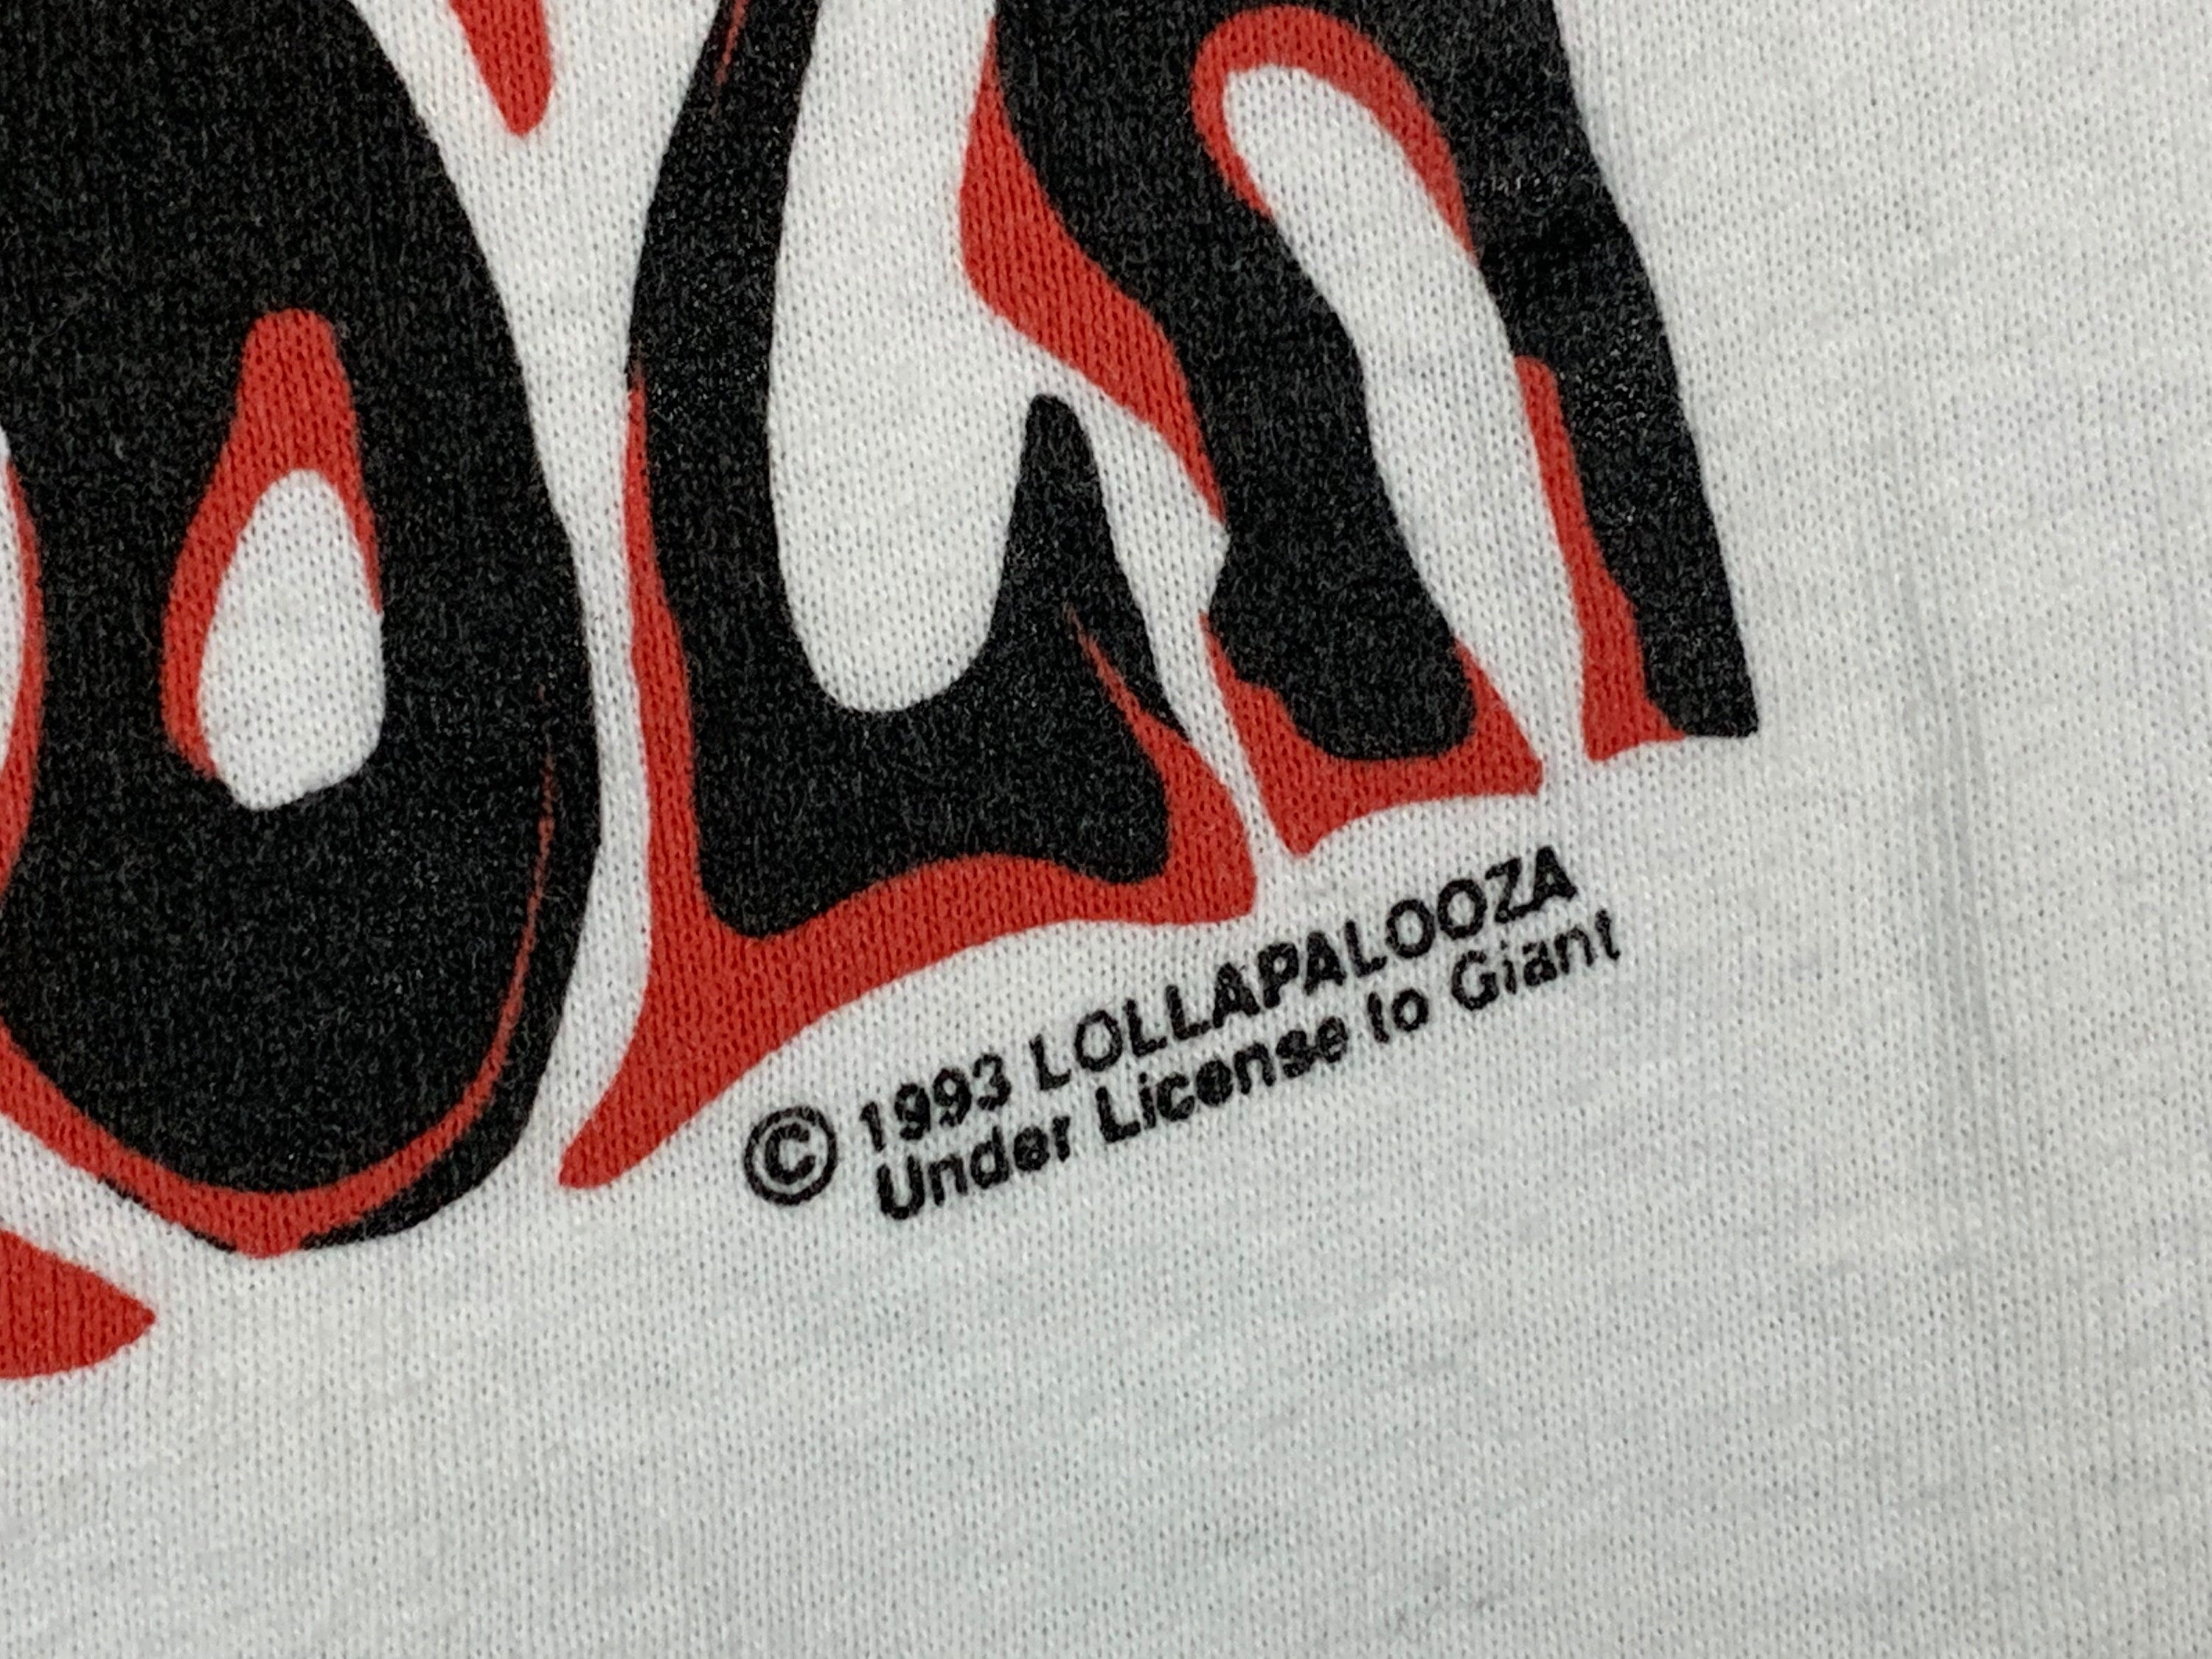 © 1993 LOLLAPALOOZA
Under License to Giant